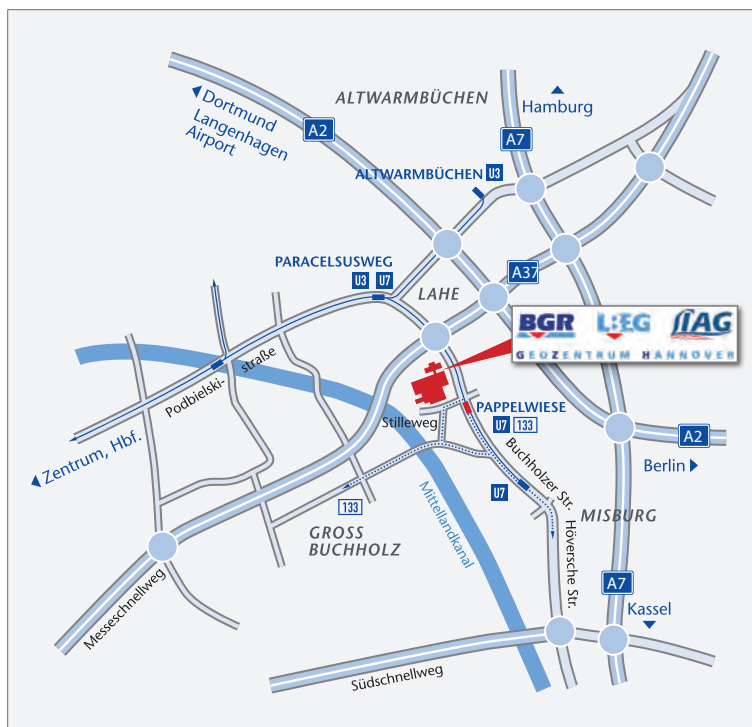 ALTWARMBÜCHEN
Hamburg
Dortmund
Langenhagen
Airport
A2
A7
ALTWARMBÜCHEN U3
PARACELSUSWEG
U3 U7
A37
LAHE
BGR LBEG LIAG
GEOZENTRUM HANNOVER
Podbielski-
straße
Zentrum, Hbf.
Stilleweg
PAPPELWIESE
U7 133
A2
Berlin
Buchholzer Str.
U7
133
GROSS
BUCHHOLZ
Mittellandkanal
MISBURG
Höversche Str.
Messeschnellweg
A7
Kassel
Südschnellweg